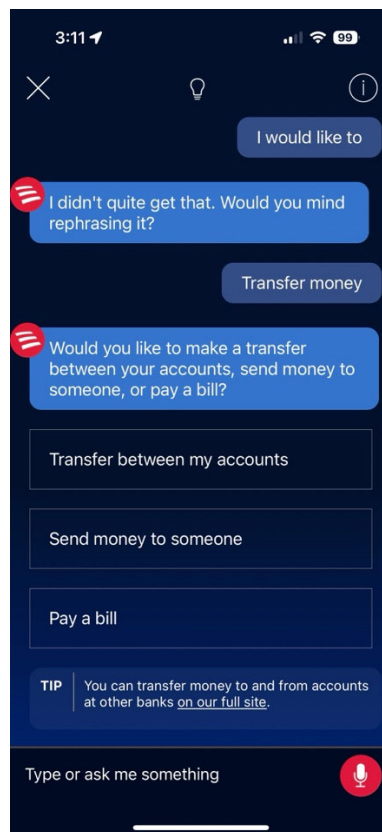 3:11
99
I would like to
I didn't quite get that. Would you mind
rephrasing it?
Transfer money
Would you like to make a transfer
between your accounts, send money to
someone, or pay a bill?
Transfer between my accounts
Send money to someone
Pay a bill
TIP
You can transfer money to and from accounts
at other banks on our full site.
Type or ask me something